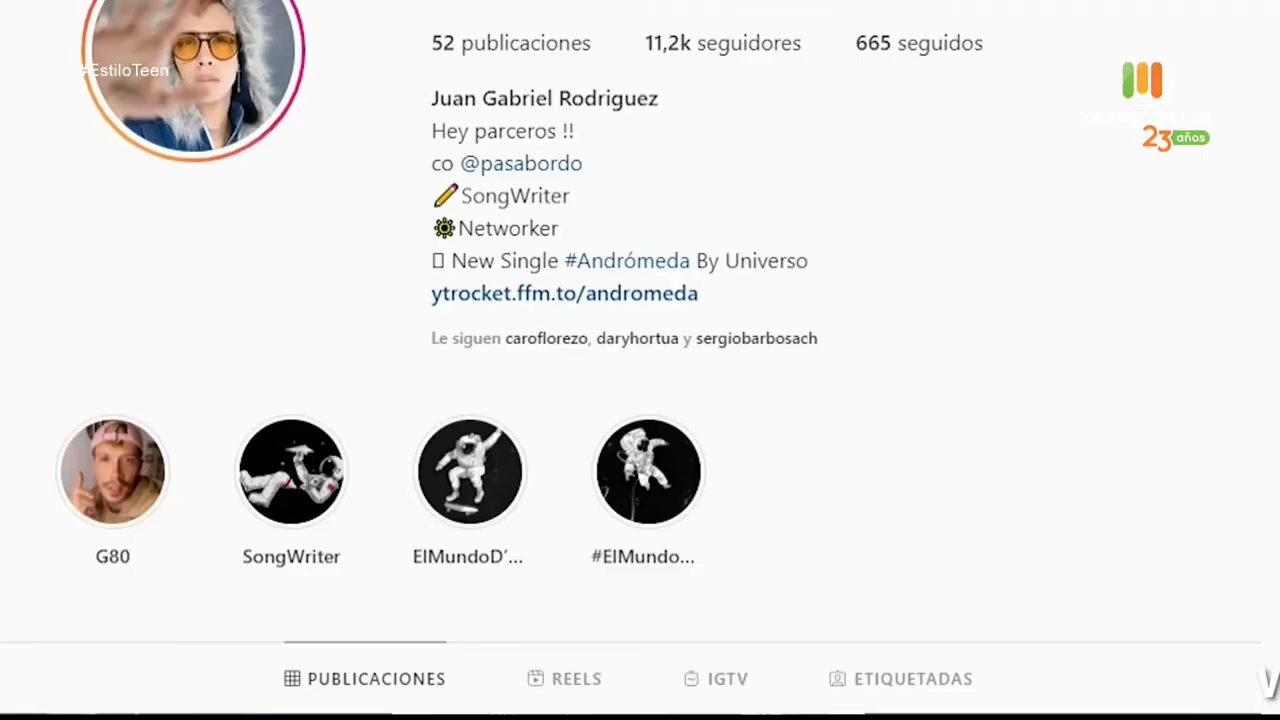 52 publicaciones 11,2k seguidores 665 seguidos
#EstiloTeen
Juan Gabriel Rodriguez
23 años
Hey parceros !!
co @pasabordo
SongWriter
Networker
New Single #Andrómeda By Universo
ytrocket.ffm.to/andromeda
Le siguen caroflorezo, daryhortua y sergiobarbosach
G80 SongWriter ElMundoD'... #ElMundo...
PUBLICACIONES REELS IGTV ETIQUETADAS